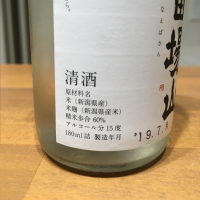 なんばさん
清酒
原材料名
米（新潟県産）
米麹（新潟県産米）
精米歩合 60%
アルコール分 15度
180ml詰 製造年月
'19.7.